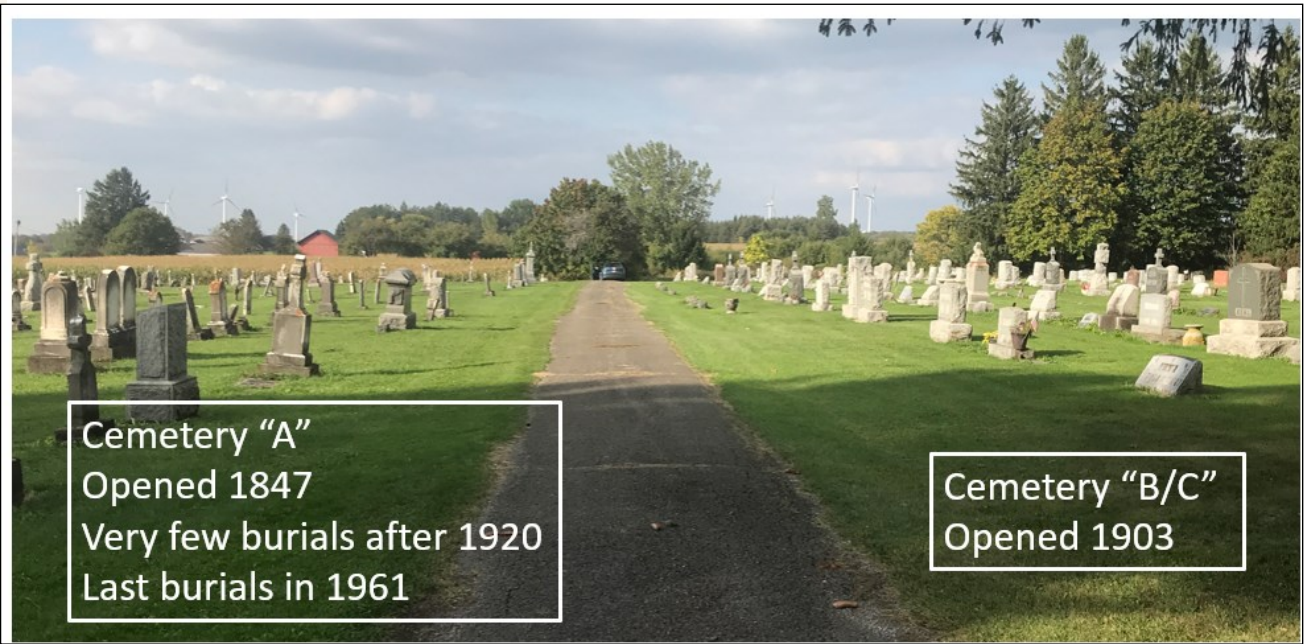 Cemetery “A”
Opened 1847
Very few burials after 1920
Last burials in 1961
Cemetery “B/C”
Opened 1903